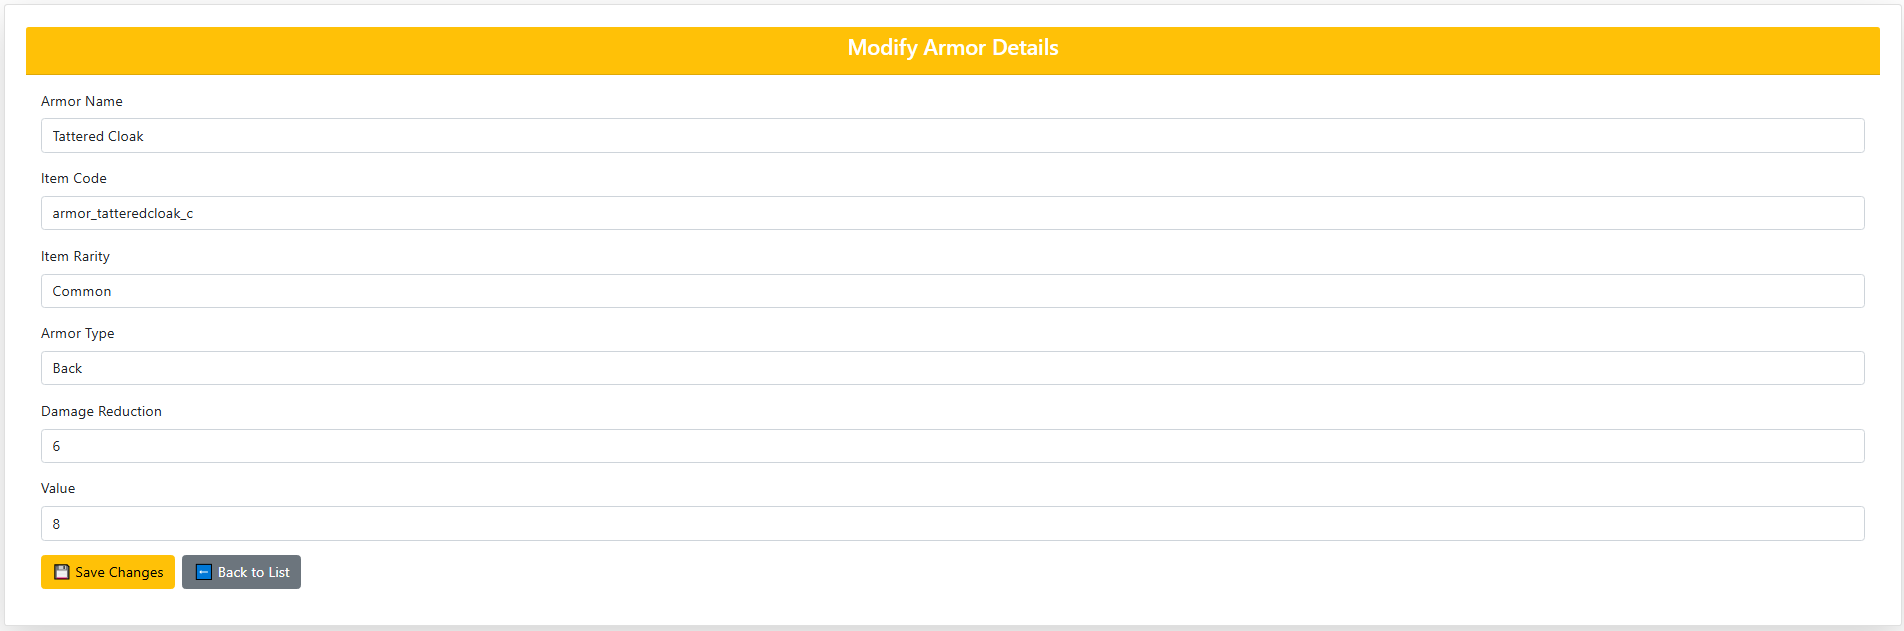 Modify Armor Details
Armor Name
Tattered Cloak
Item Code
armor_tatteredcloak_c
Item Rarity
Common
Armor Type
Back
Damage Reduction
6
Value
8
Save Changes
Back to List